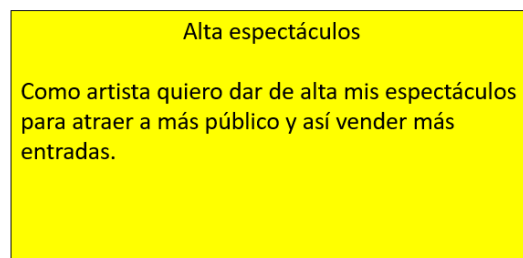 Alta espectáculos
Como artista quiero dar de alta mis espectáculos
para atraer a más público y así vender más
entradas.